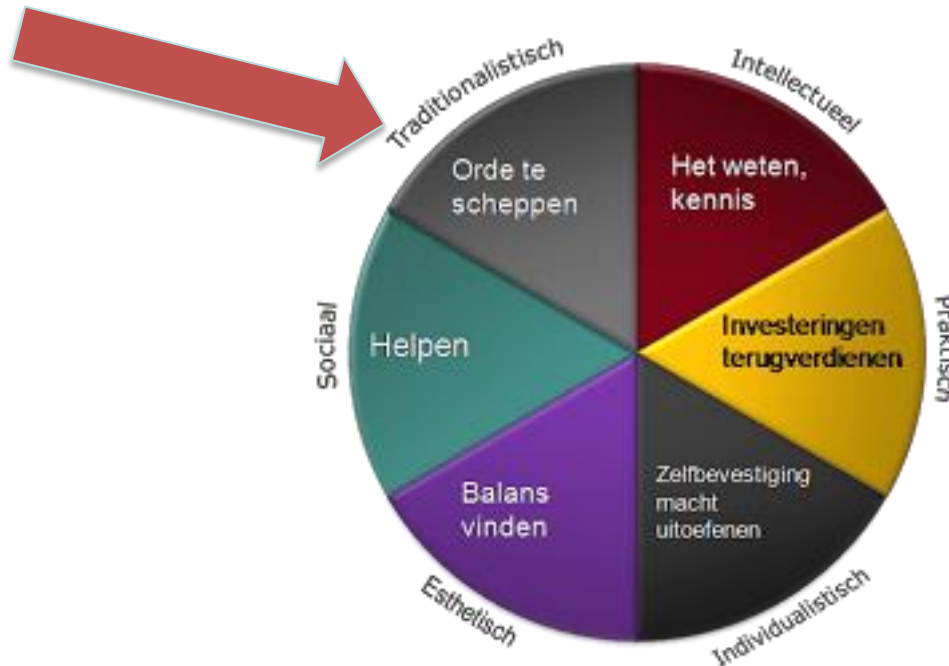 Traditionalistisch
Intellectueel
Orde te
scheppen
Het weten,
kennis
Sociaal
Helpen
Investeringen
terugverdienen
Praktisch
Balans
vinden
Zelfbevestiging
macht
uitoefenen
Esthetisch
Individualistisch